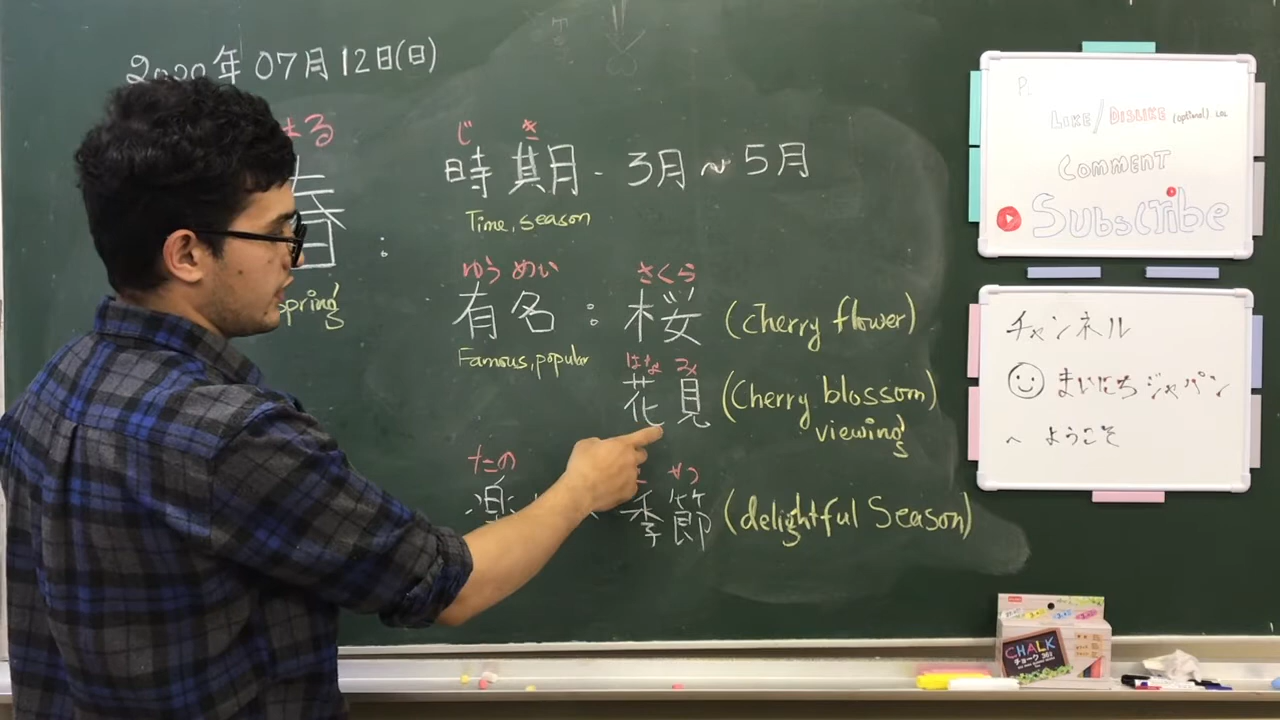 2020年 07月 12日(日)
はる
春 :
spring
じ き
時期 - 3月 ~ 5月
Time, season
ゆう めい さくら
有名 : 桜 (Cherry flower)
Famous, popular
はな み
花見 (Cherry blossom)
viewing
たの せつ
楽 季節 (delightful Season)
LIKE/DISLIKE (optional) LOL
COMMENT
Subscribe
チャンネル
まいにちジャパン
へ ようこそ
CHALK
チョーク